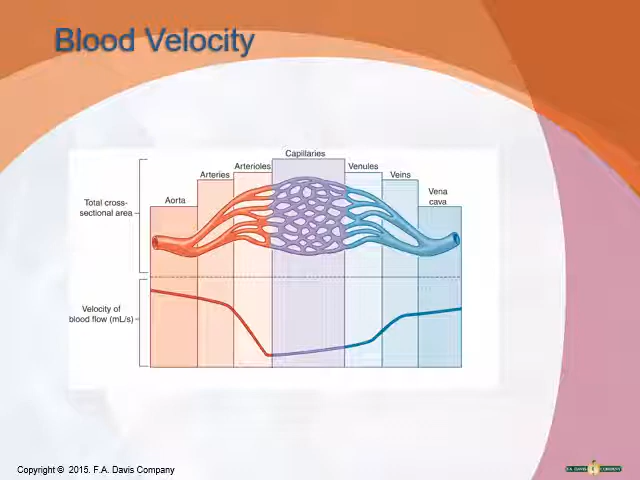 Blood Velocity
Capillaries
Arterioles
Venules
Arteries
Veins
Vena
cava
Aorta
Total cross-
sectional area
Velocity of
blood flow (mL/s)
Copyright © 2015. F.A. Davis Company